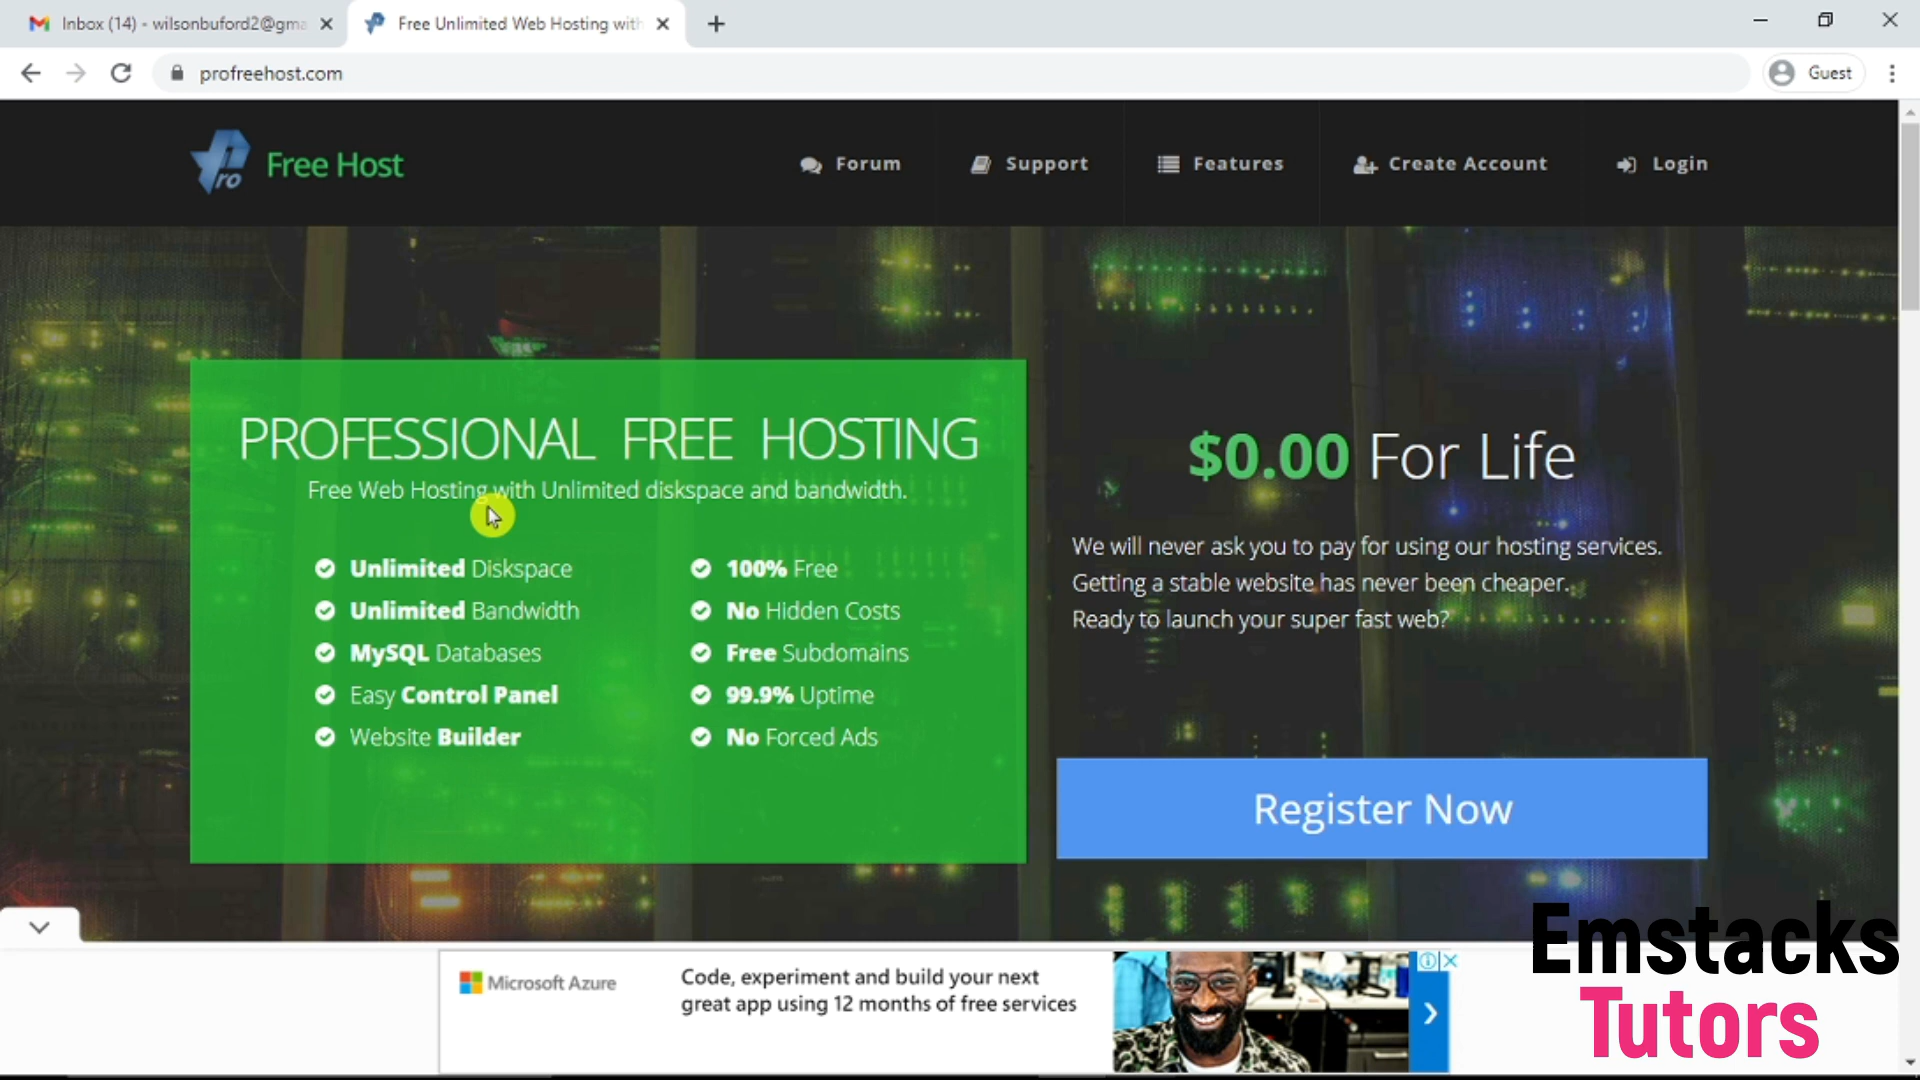 Inbox (14) - wilsonbuford2@gma
Free Unlimited Web Hosting with
profreehost.com
Guest
ro
Free Host
Forum
Support
Features
Create Account
Login
PROFESSIONAL FREE HOSTING
Free Web Hosting with Unlimited diskspace and bandwidth.
Unlimited Diskspace
Unlimited Bandwidth
MySQL Databases
Easy Control Panel
Website Builder
100% Free
No Hidden Costs
Free Subdomains
99.9% Uptime
No Forced Ads
$0.00 For Life
We will never ask you to pay for using our hosting services.
Getting a stable website has never been cheaper.
Ready to launch your super fast web?
Register Now
Microsoft Azure
Code, experiment and build your next
great app using 12 months of free services
Emstacks
Tutors